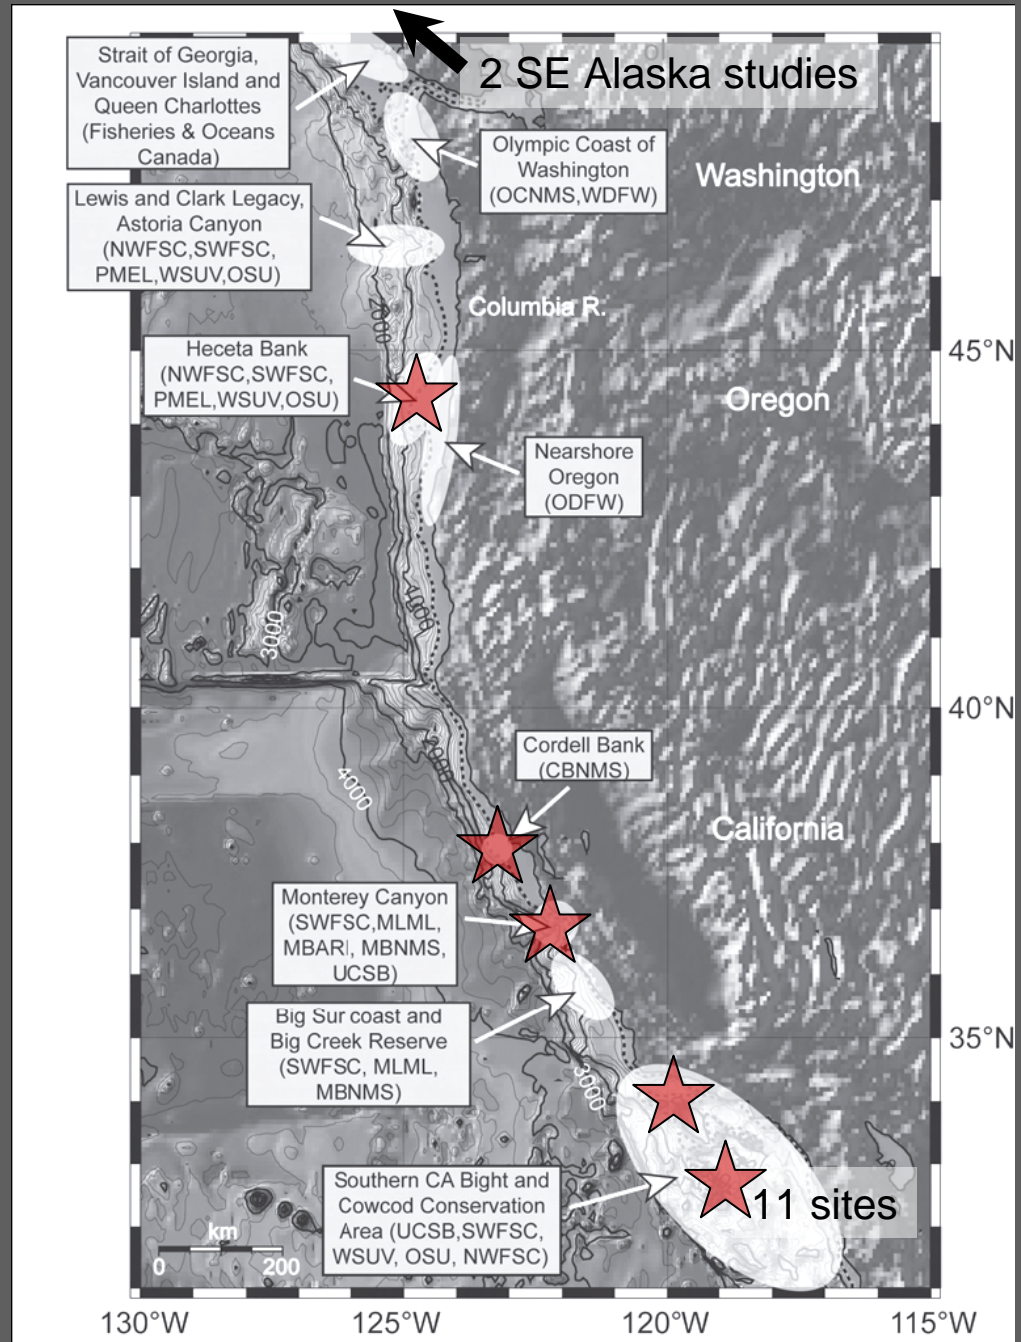 2 SE Alaska studies
Strait of Georgia,
Vancouver Island and
Queen Charlottes
(Fisheries & Oceans
Canada)
Olympic Coast of
Washington
(OCNMS,WDFW)
Washington
Lewis and Clark Legacy,
Astoria Canyon
(NWFSC,SWFSC,
PMEL,WSUV,OSU)
Columbia R.
2000
Heceta Bank
(NWFSC,SWFSC,
PMEL,WSUV,OSU)
45°N
Oregon
Nearshore
Oregon
(ODFW)
1000
3000
40°N
Cordell Bank
(CBNMS)
2000
4000
California
Monterey Canyon
(SWFSC,MLML,
MBARI, MBNMS,
UCSB)
Big Sur coast and
Big Creek Reserve
(SWFSC, MLML,
MBNMS)
35°N
3000
Southern CA Bight and
Cowcod Conservation
Area (UCSB,SWFSC,
WSUV, OSU, NWFSC)
11 sites
km
0 200
130°W 125°W 120°W 115°W